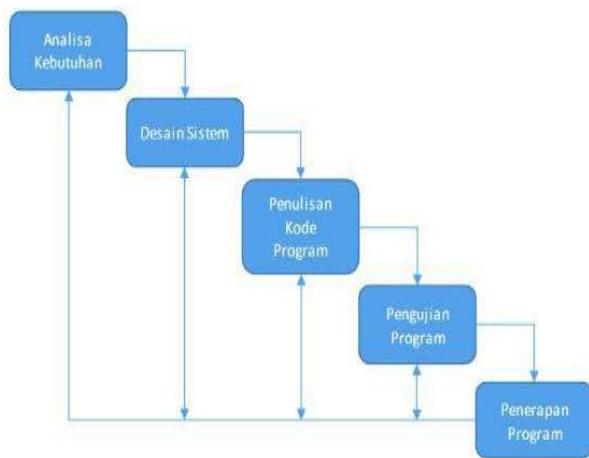 Analisa
Kebutuhan
Desain Sistem
Penulisan
Kode
Program
Pengujian
Program
Penerapan
Program